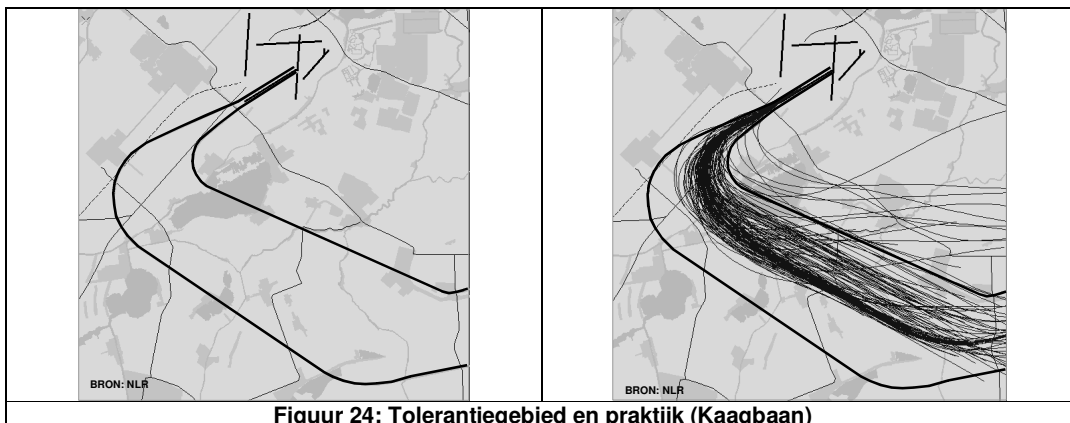 BRON: NLR
BRON: NLR
Figuur 24: Tolerantiegebied en praktijk (Kaagbaan)